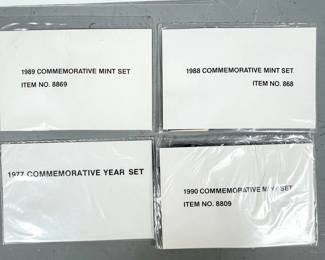 1989 COMMEMORATIVE MINT SET
ITEM NO. 8869
1988 COMMEMORATIVE MINT SET
ITEM NO. 868
1977 COMMEMORATIVE YEAR SET
1990 COMMEMORATIVE MINT SET
ITEM NO. 8809